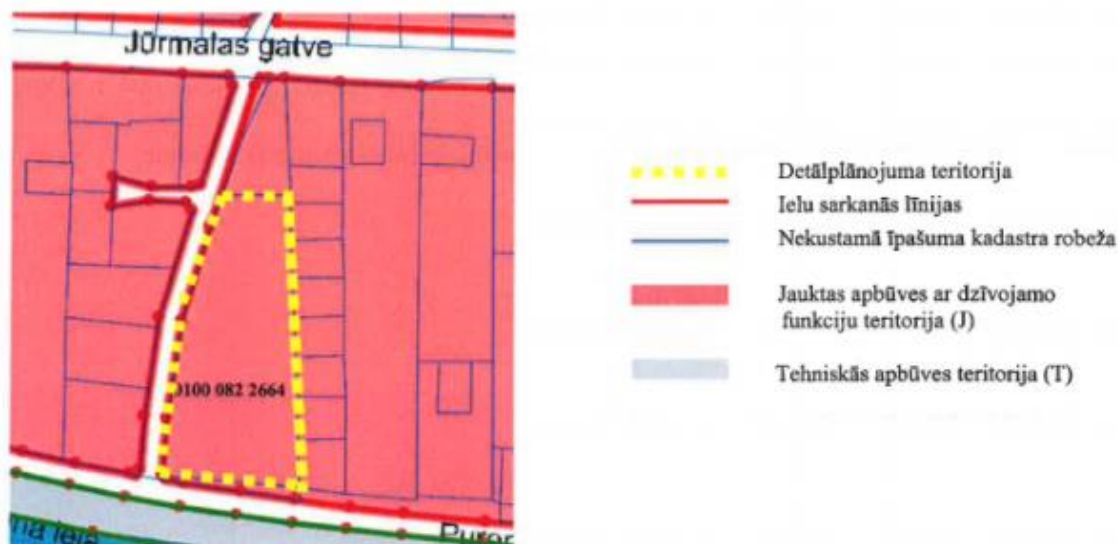 Jūrmalas gatve
0100 082 2664
Detālplānojuma teritorija
Ielu sarkanās līnijas
Nekustamā īpašuma kadastra robeža
Jauktas apbūves ar dzīvojamo
funkciju teritorija (J)
Tehniskās apbūves teritorija (T)